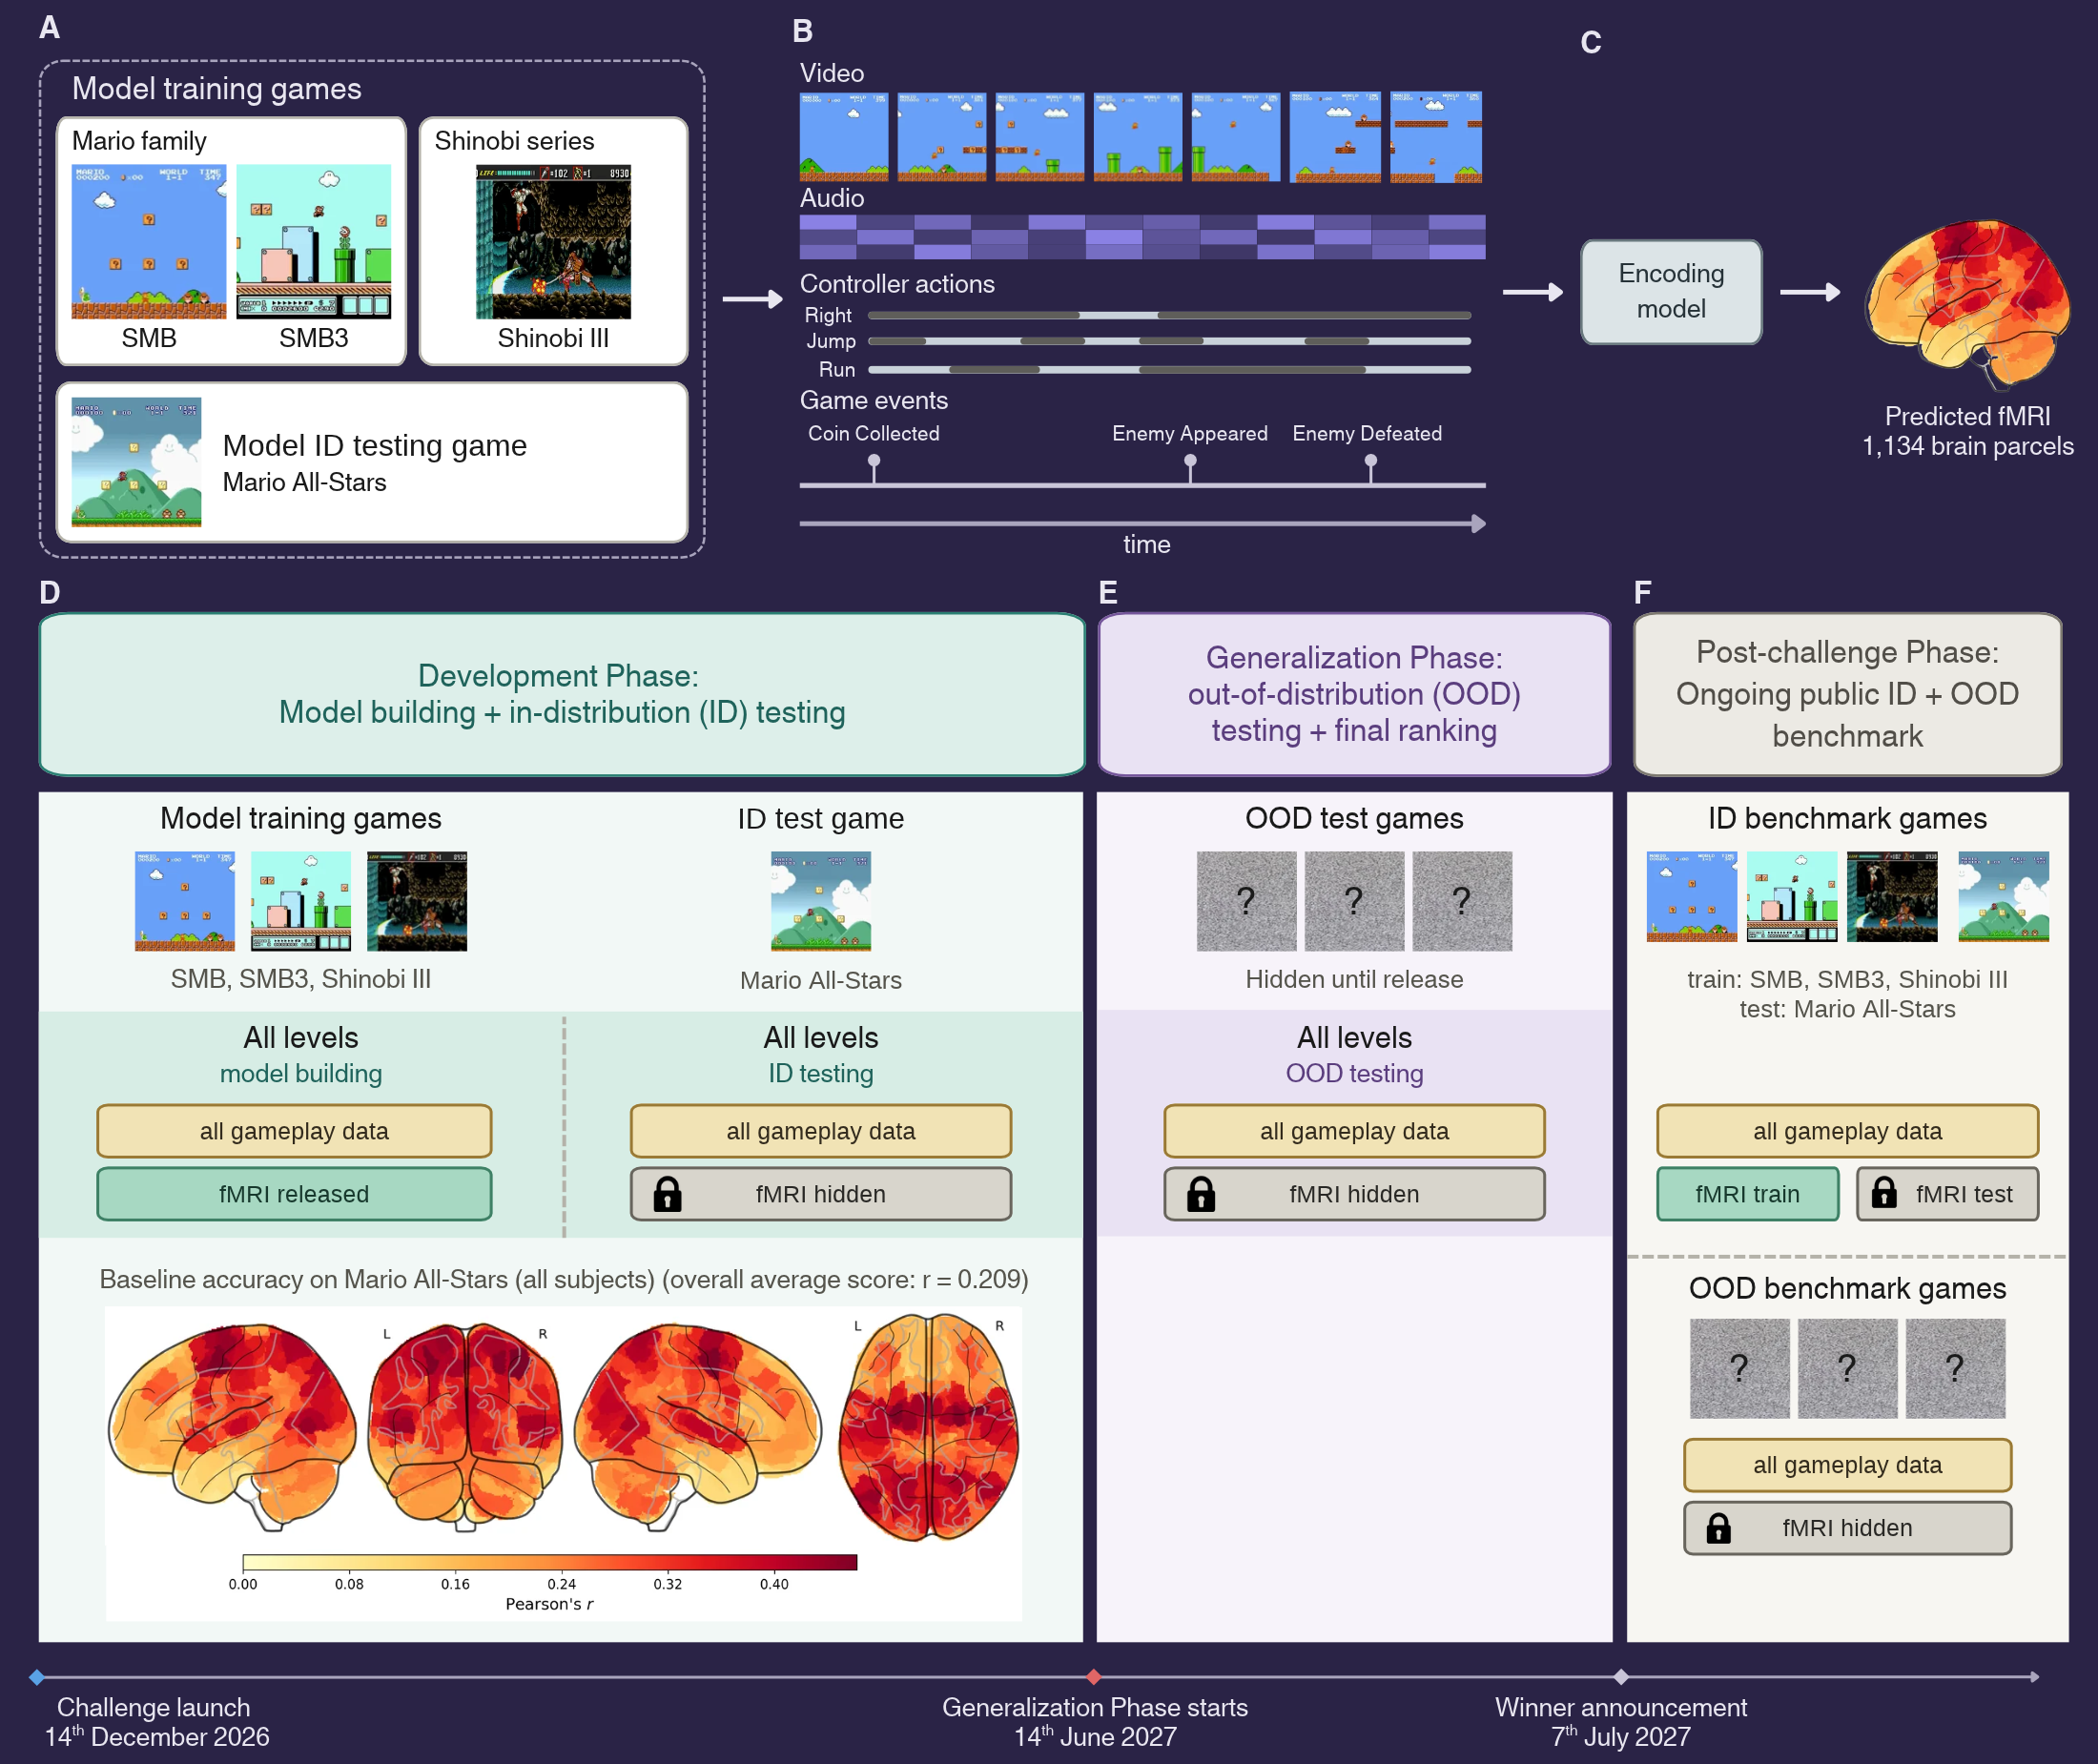 A
Model training games
Mario family
SMB
SMB3
Shinobi series
Shinobi III
Model ID testing game
Mario All-Stars
B
Video
Audio
Controller actions
Right
Jump
Run
Game events
Coin Collected
Enemy Appeared
Enemy Defeated
time
C
Encoding
model
Predicted fMRI
1,134 brain parcels
D
Development Phase:
Model building + in-distribution (ID) testing
Model training games
SMB, SMB3, Shinobi III
ID test game
Mario All-Stars
All levels
model building
all gameplay data
fMRI released
All levels
ID testing
all gameplay data
fMRI hidden
Baseline accuracy on Mario All-Stars (all subjects) (overall average score: r = 0.209)
L
R
L
R
0.00
0.08
0.16
0.24
0.32
0.40
Pearson's r
E
Generalization Phase:
out-of-distribution (OOD)
testing + final ranking
OOD test games
? ? ?
Hidden until release
All levels
OOD testing
all gameplay data
fMRI hidden
F
Post-challenge Phase:
Ongoing public ID + OOD
benchmark
ID benchmark games
train: SMB, SMB3, Shinobi III
test: Mario All-Stars
all gameplay data
fMRI train
fMRI test
OOD benchmark games
? ? ?
all gameplay data
fMRI hidden
Challenge launch
14th December 2026
Generalization Phase starts
14th June 2027
Winner announcement
7th July 2027